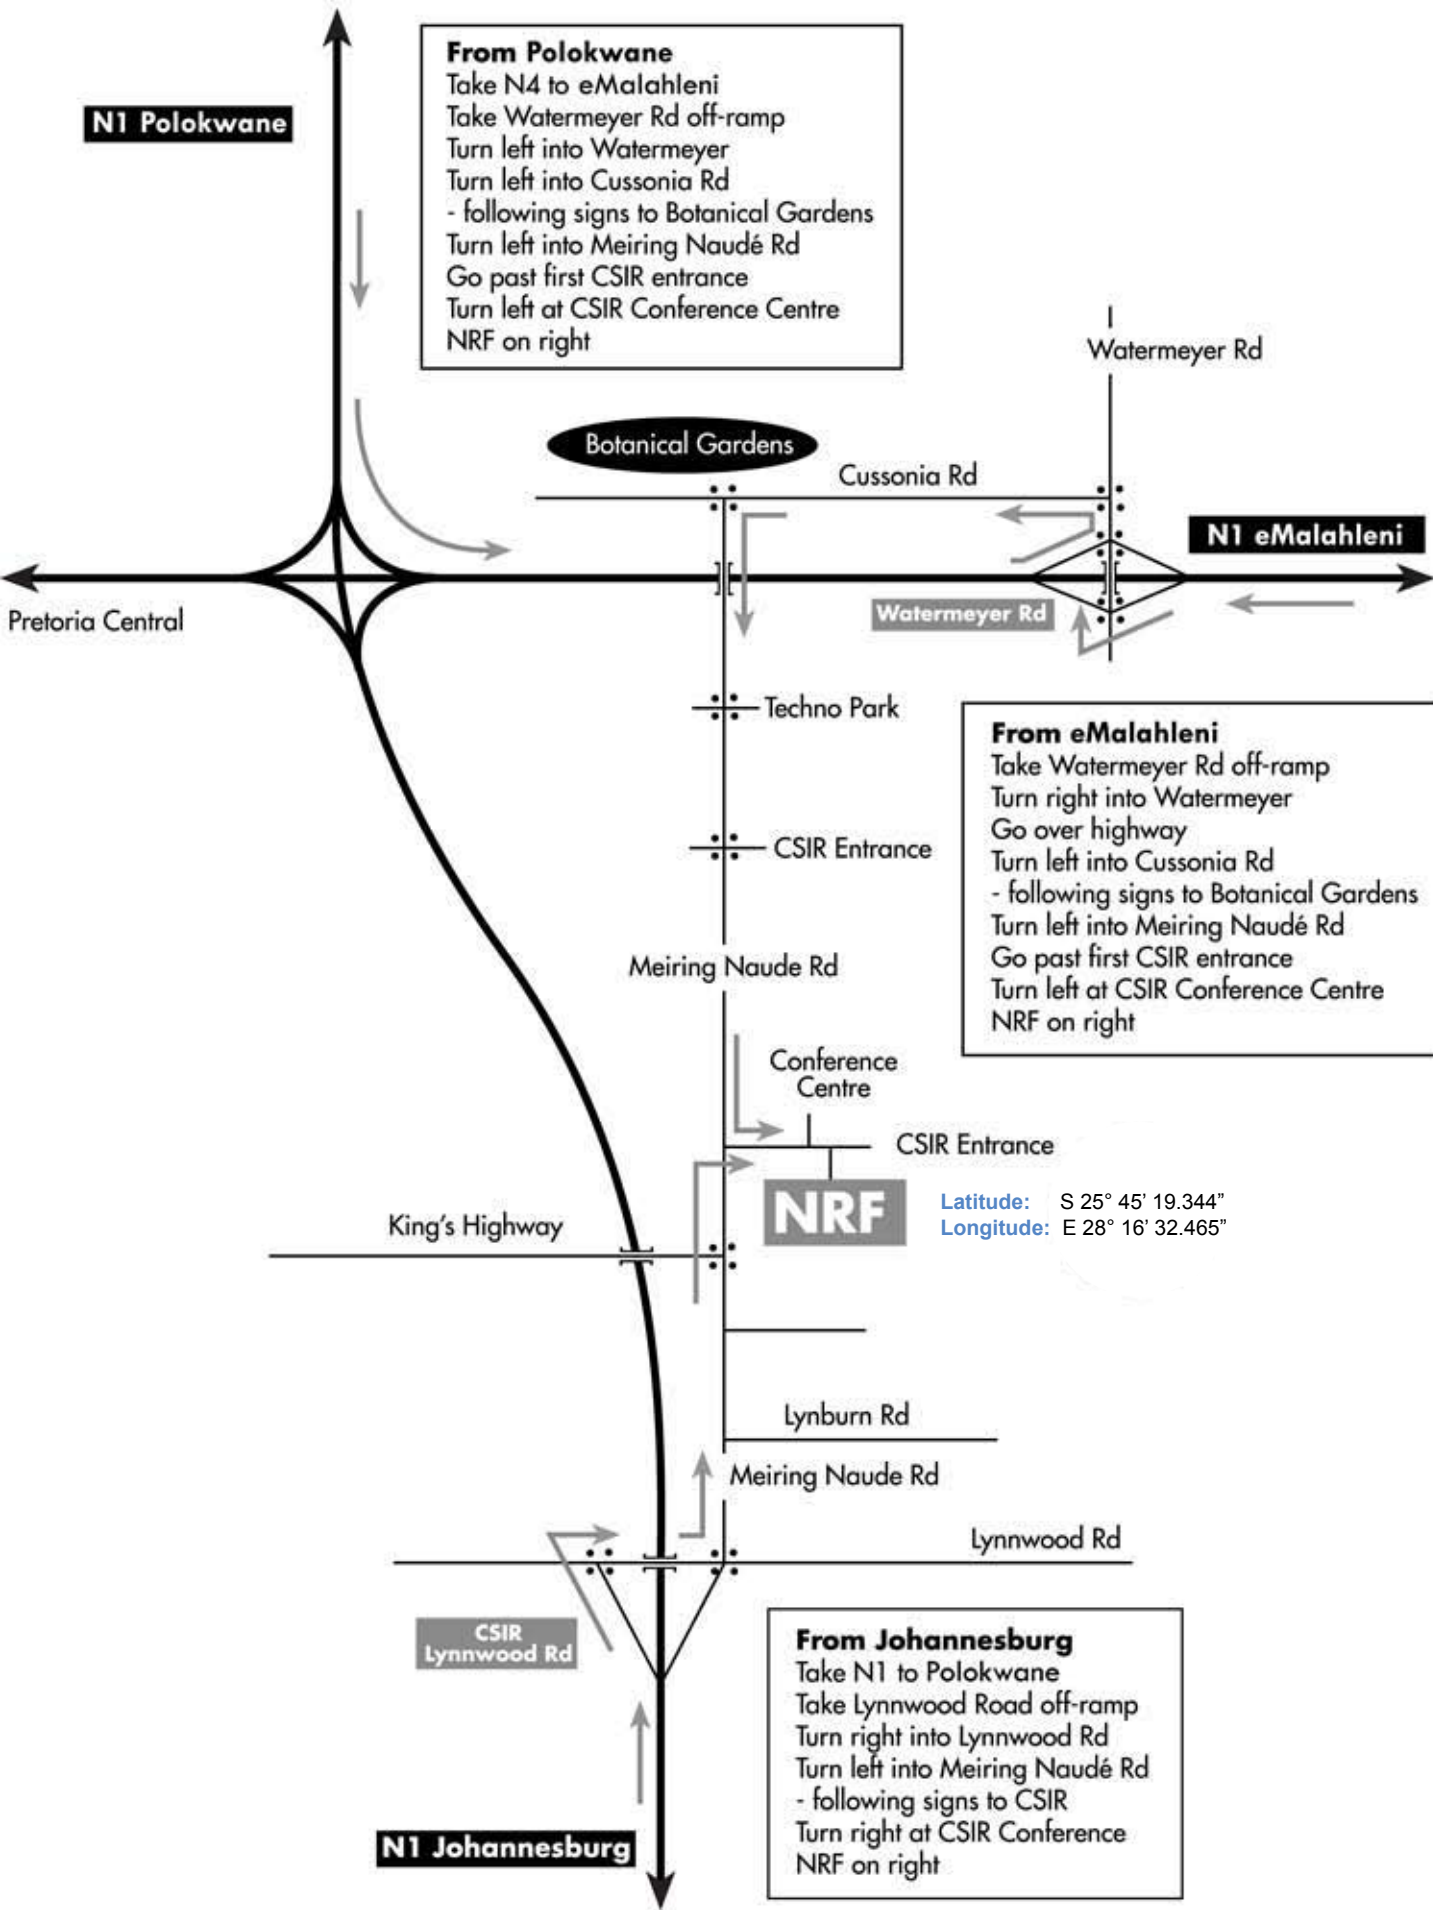 From Polokwane
Take N4 to eMalahleni
Take Watermeyer Rd off-ramp
Turn left into Watermeyer
Turn left into Cussonia Rd
- following signs to Botanical Gardens
Turn left into Meiring Naudé Rd
Go past first CSIR entrance
Turn left at CSIR Conference Centre
NRF on right
N1 Polokwane
Watermeyer Rd
Botanical Gardens
Cussonia Rd
N1 eMalahleni
Pretoria Central
Watermeyer Rd
Techno Park
From eMalahleni
Take Watermeyer Rd off-ramp
Turn right into Watermeyer
Go over highway
Turn left into Cussonia Rd
- following signs to Botanical Gardens
Turn left into Meiring Naudé Rd
Go past first CSIR entrance
Turn left at CSIR Conference Centre
NRF on right
CSIR Entrance
Meiring Naude Rd
Conference
Centre
CSIR Entrance
NRF
Latitude: S 25° 45’ 19.344”
Longitude: E 28° 16’ 32.465”
King's Highway
Lynburn Rd
Meiring Naude Rd
Lynnwood Rd
CSIR
Lynnwood Rd
From Johannesburg
Take N1 to Polokwane
Take Lynnwood Road off-ramp
Turn right into Lynnwood Rd
Turn left into Meiring Naudé Rd
- following signs to CSIR
Turn right at CSIR Conference
NRF on right
N1 Johannesburg